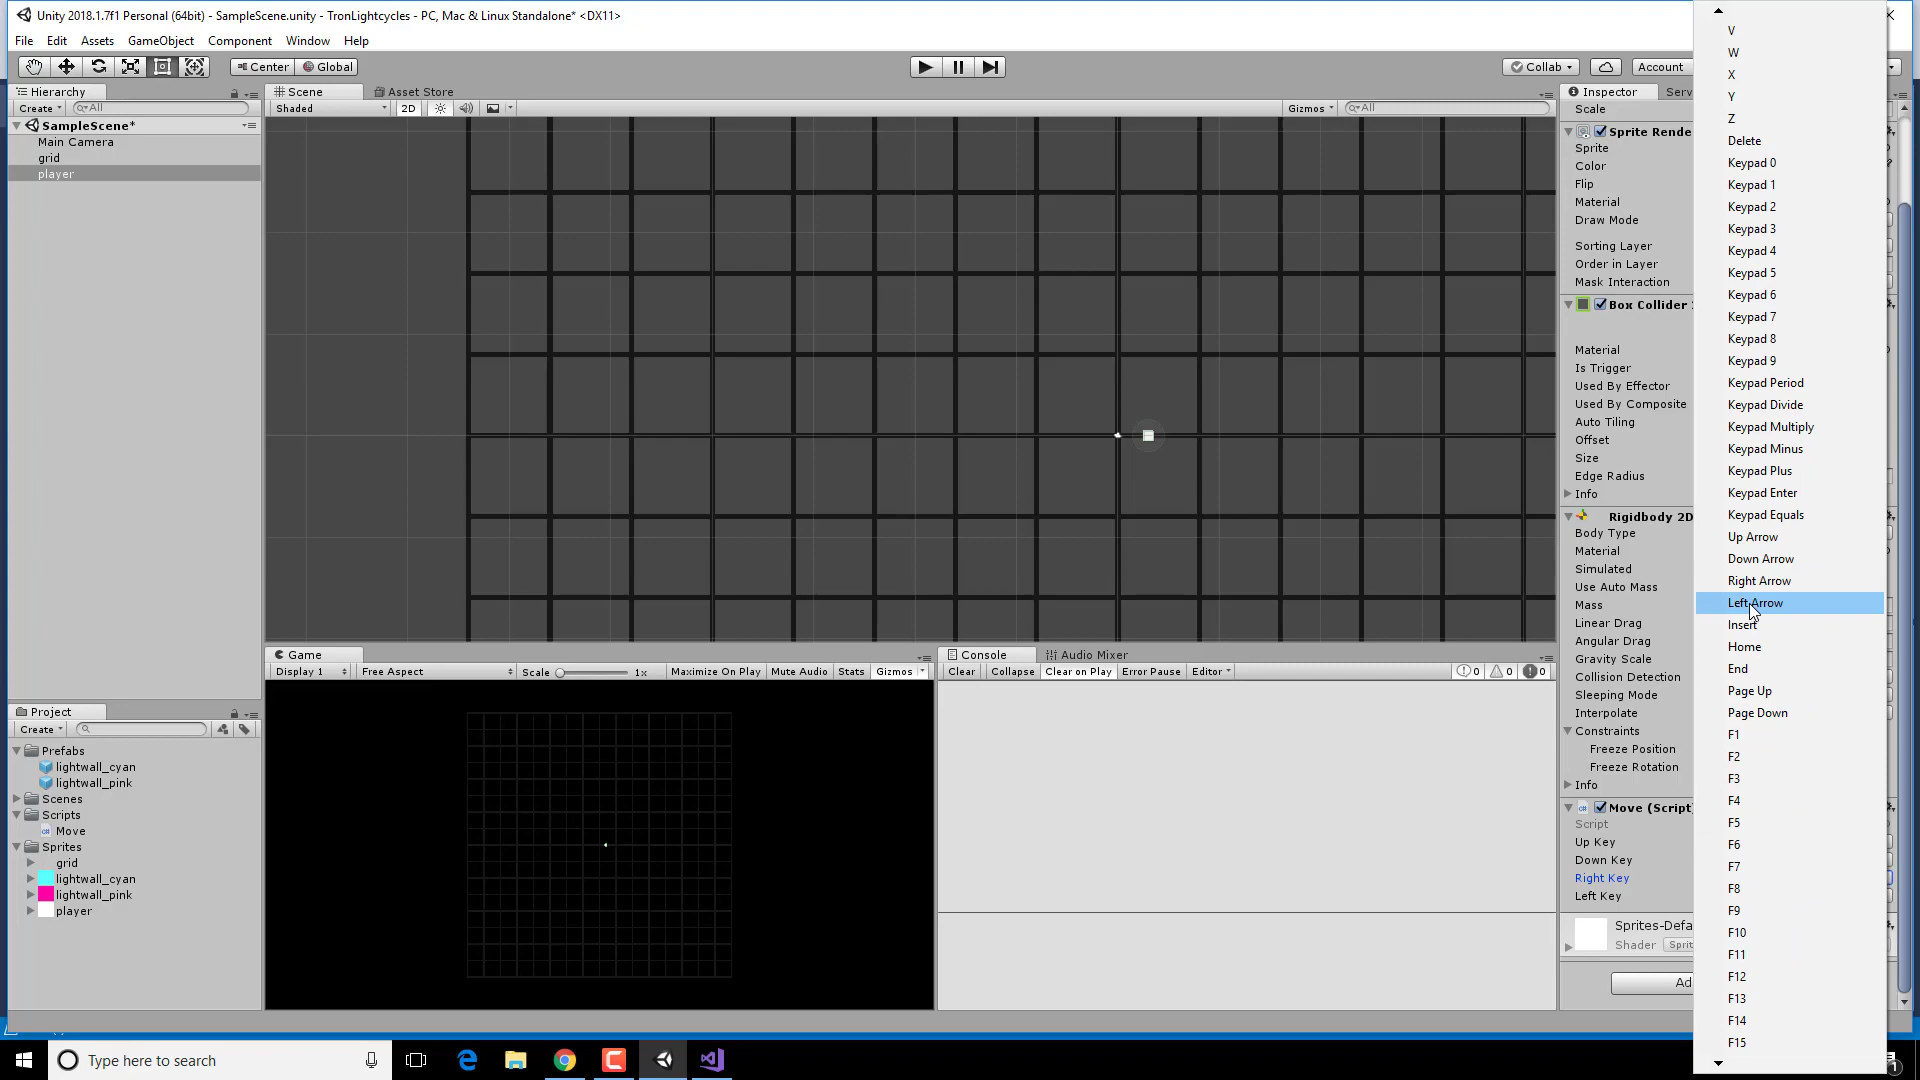 Unity 2018.1.7f1 Personal (64bit) - SampleScene.unity - TronLightcycles - PC, Mac & Linux Standalone* <DX11>
File Edit Assets GameObject Component Window Help
Center Global
Collab Account
Hierarchy
Create All
SampleScene*
Main Camera
grid
player
Scene Asset Store
Shaded 2D Gizmos All
Game
Display 1 Free Aspect Scale 1x Maximize On Play Mute Audio Stats Gizmos
Console Audio Mixer
Clear Collapse Clear on Play Error Pause Editor 0 0 0
Project
Create
Prefabs
lightwall_cyan
lightwall_pink
Scenes
Scripts
Move
Sprites
grid
lightwall_cyan
lightwall_pink
player
Inspector Serv
Scale
Sprite Rende
Sprite
Color
Flip
Material
Draw Mode
Sorting Layer
Order in Layer
Mask Interaction
Box Collider
Material
Is Trigger
Used By Effector
Used By Composite
Auto Tiling
Offset
Size
Edge Radius
Info
Rigidbody 2D
Body Type
Material
Simulated
Use Auto Mass
Mass
Linear Drag
Angular Drag
Gravity Scale
Collision Detection
Sleeping Mode
Interpolate
Constraints
Freeze Position
Freeze Rotation
Info
Move (Script)
Script
Up Key
Down Key
Right Key
Left Key
Sprites-Defa
Shader Sprit
Ad
V
W
X
Y
Z
Delete
Keypad 0
Keypad 1
Keypad 2
Keypad 3
Keypad 4
Keypad 5
Keypad 6
Keypad 7
Keypad 8
Keypad 9
Keypad Period
Keypad Divide
Keypad Multiply
Keypad Minus
Keypad Plus
Keypad Enter
Keypad Equals
Up Arrow
Down Arrow
Right Arrow
Left Arrow
Insert
Home
End
Page Up
Page Down
F1
F2
F3
F4
F5
F6
F7
F8
F9
F10
F11
F12
F13
F14
F15
Type here to search
1